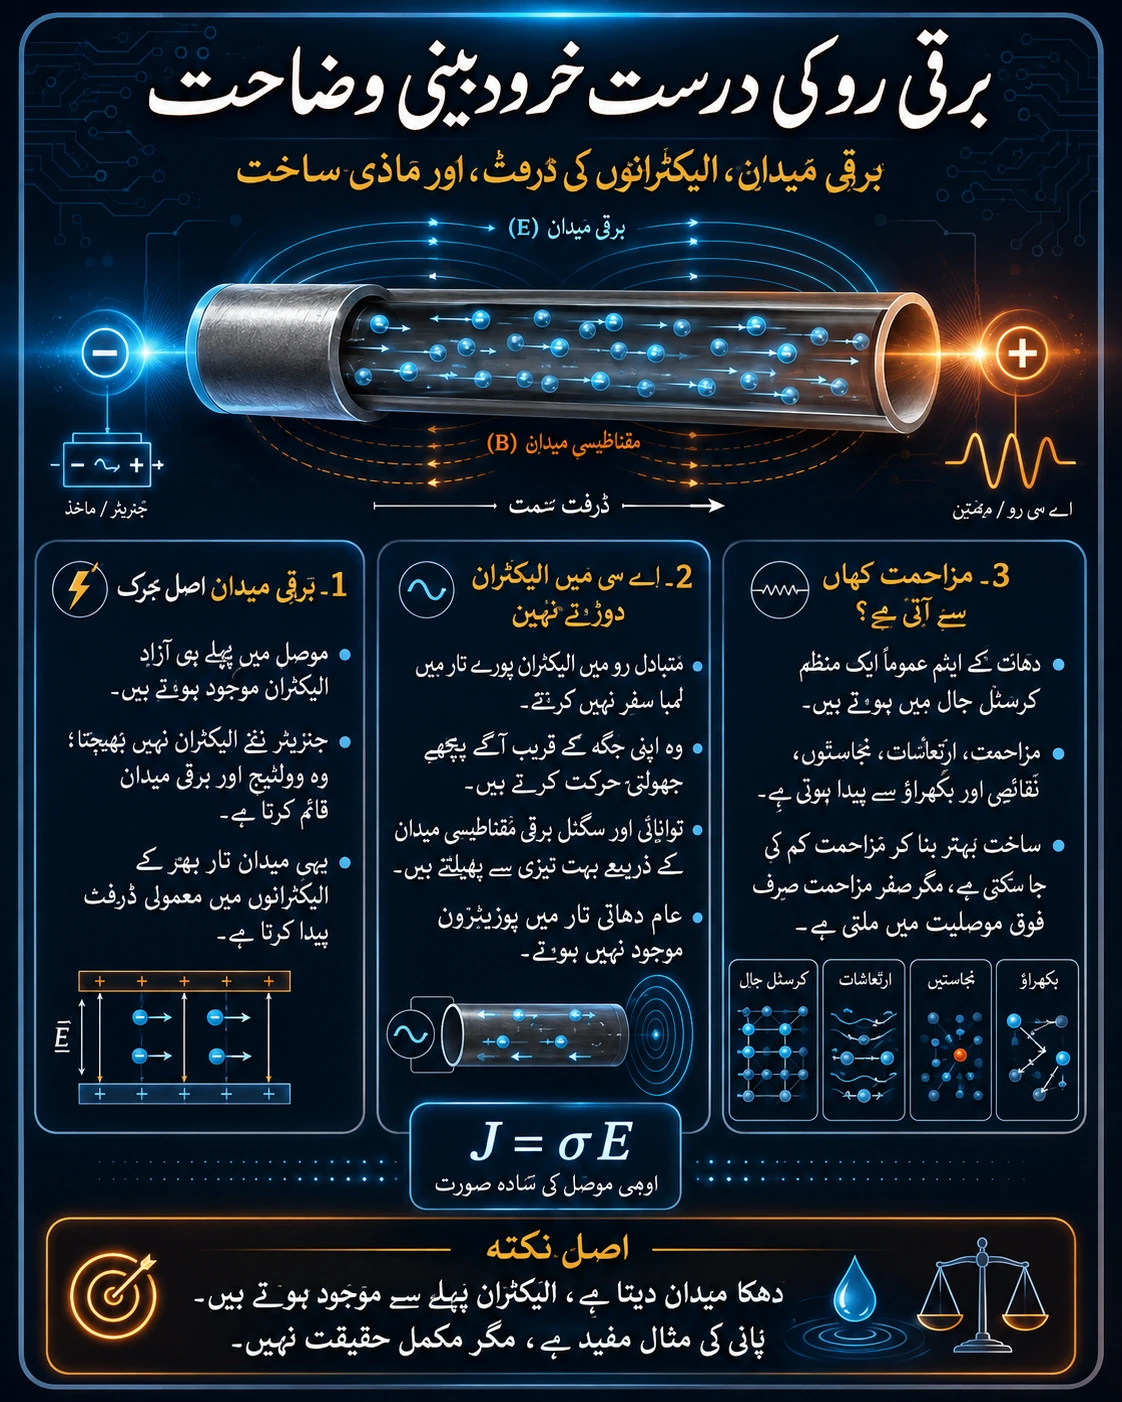 برقی رو کی درست خرودبینی وضاحت
برقی میدان، الیکٹرانوں کی ڈرفٹ، اور مادی ساخت
برقی میدان (E)
−
+
مقناطیسی میدان (B)
− +
جنریٹر / ماخذ
ڈرفت سمت
اے سی رو /
1۔ برقی میدان اصل محرک
موصل میں پہلے ہی آزاد
الیکٹران موجود ہوتے ہیں۔
جنریٹر نئے الیکٹران نہیں بھیجتا؛
وہ وولٹیج اور برقی میدان
قائم کرتا ہے۔
یہی میدان تار بھر کے
الیکٹرانوں میں معمولی ڈرفٹ
پیدا کرتا ہے۔
+ + + + +
E
− −
− −
+ + + + +
2۔ اے سی میں الیکٹران
دوڑتے نہیں
متبادل رو میں الیکٹران پورے تار میں
لمبا سفر نہیں کرتے۔
وہ اپنی جگہ کے قریب آگے پیچھے
جھولتی حرکت کرتے ہیں۔
توانائی اور سگنل برقی مقناطیسی میدان
کے ذریعے بہت تیزی سے پھیلتے ہیں۔
عام دھاتی تار میں پوزیٹرون
موجود نہیں ہوتے۔
3۔ مزاحمت کہاں
سے آتی ہے؟
دھات کے ایٹم عموماً ایک منظم
کرسٹل جال میں ہوتے ہیں۔
مزاحمت، ارتعاشات، نجاستوں،
نقائص اور بکھراؤ سے پیدا ہوتی ہے۔
ساخت بہتر بنا کر مزاحمت کم کی
جا سکتی ہے، مگر صفر مزاحمت صرف
فوق موصلیت میں ملتی ہے۔
بکھراؤ
نجاستیں
ارتعاشات
کرسٹل جال
J = σE
اومی موصل کی سادہ صورت
اصل نکتہ
دھکا میدان دیتا ہے، الیکٹران پہلے سے موجود ہوتے ہیں۔
پانی کی مثال مفید ہے، مگر مکمل حقیقت نہیں۔